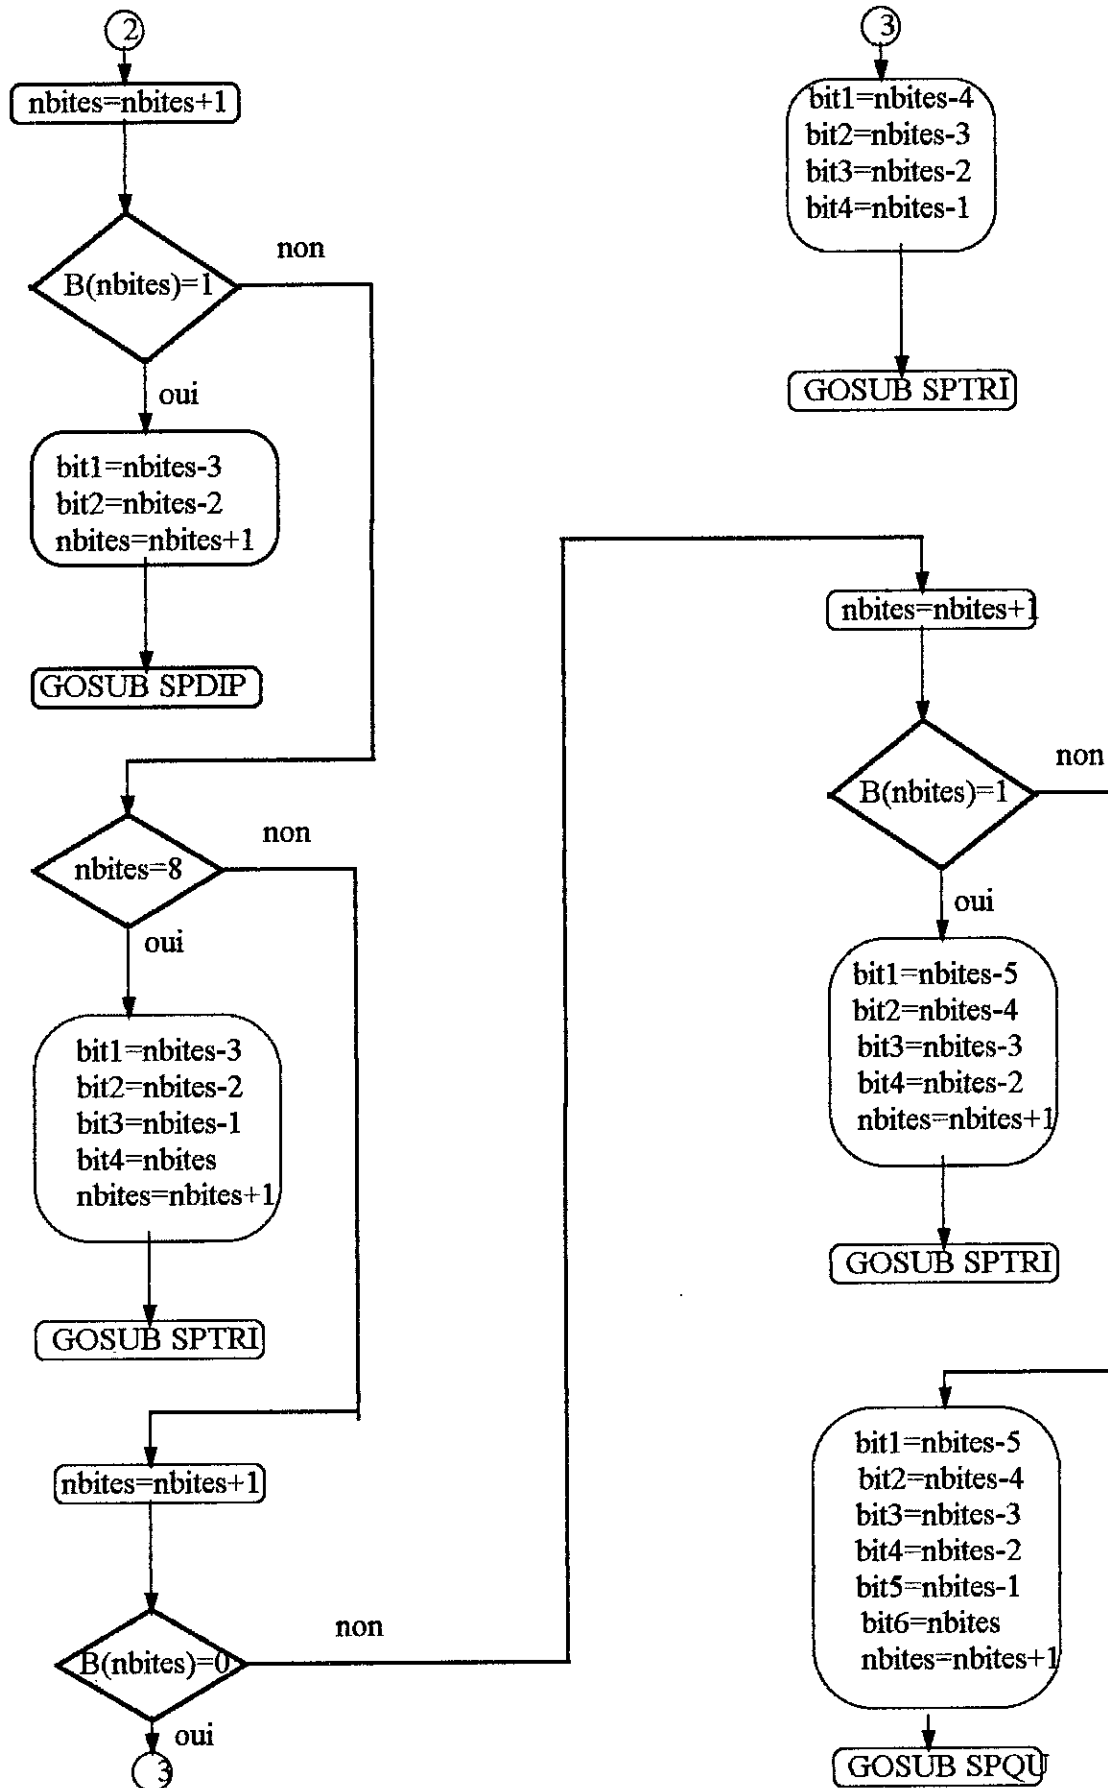 2
nbites=nbites+1
B(nbites)=1
non
oui
bit1=nbites-3
bit2=nbites-2
nbites=nbites+1
GOSUB SPDIP
nbites=8
non
oui
bit1=nbites-3
bit2=nbites-2
bit3=nbites-1
bit4=nbites
nbites=nbites+1
GOSUB SPTRI
nbites=nbites+1
B(nbites)=0
non
oui
3
3
bit1=nbites-4
bit2=nbites-3
bit3=nbites-2
bit4=nbites-1
GOSUB SPTRI
nbites=nbites+1
B(nbites)=1
non
oui
bit1=nbites-5
bit2=nbites-4
bit3=nbites-3
bit4=nbites-2
nbites=nbites+1
GOSUB SPTRI
bit1=nbites-5
bit2=nbites-4
bit3=nbites-3
bit4=nbites-2
bit5=nbites-1
bit6=nbites
nbites=nbites+1
GOSUB SPQU